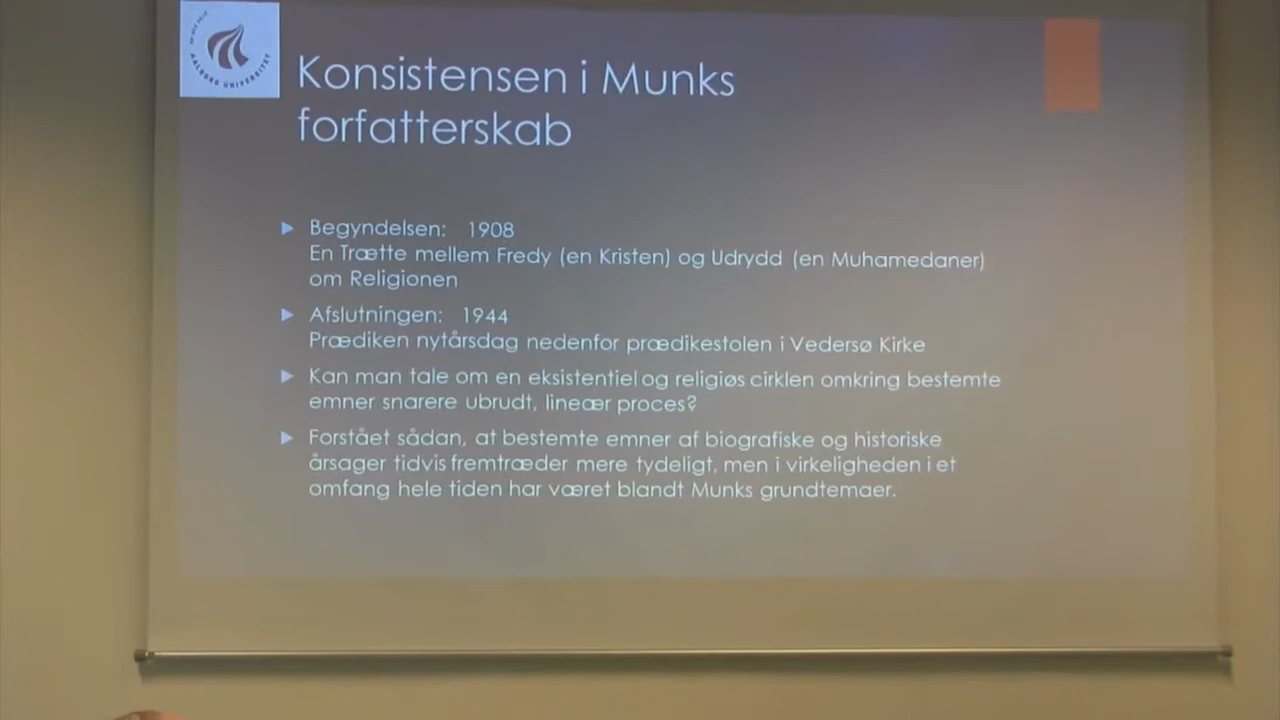 AALBORG UNIVERSITET
Konsistensen i Munks
forfatterskab
Begyndelsen: 1908
En Trætte mellem Fredy (en Kristen) og Udrydd (en Muhamedaner)
om Religionen
Afslutningen: 1944
Prædiken nytårsdag nedenfor prædikestolen i Vedersø Kirke
Kan man tale om en eksistentiel og religiøs cirklen omkring bestemte
emner snarere ubrudt, lineær proces?
Forstået sådan, at bestemte emner af biografiske og historiske
årsager tidvis fremtræder mere tydeligt, men i virkeligheden i et
omfang hele tiden har været blandt Munks grundtemaer.